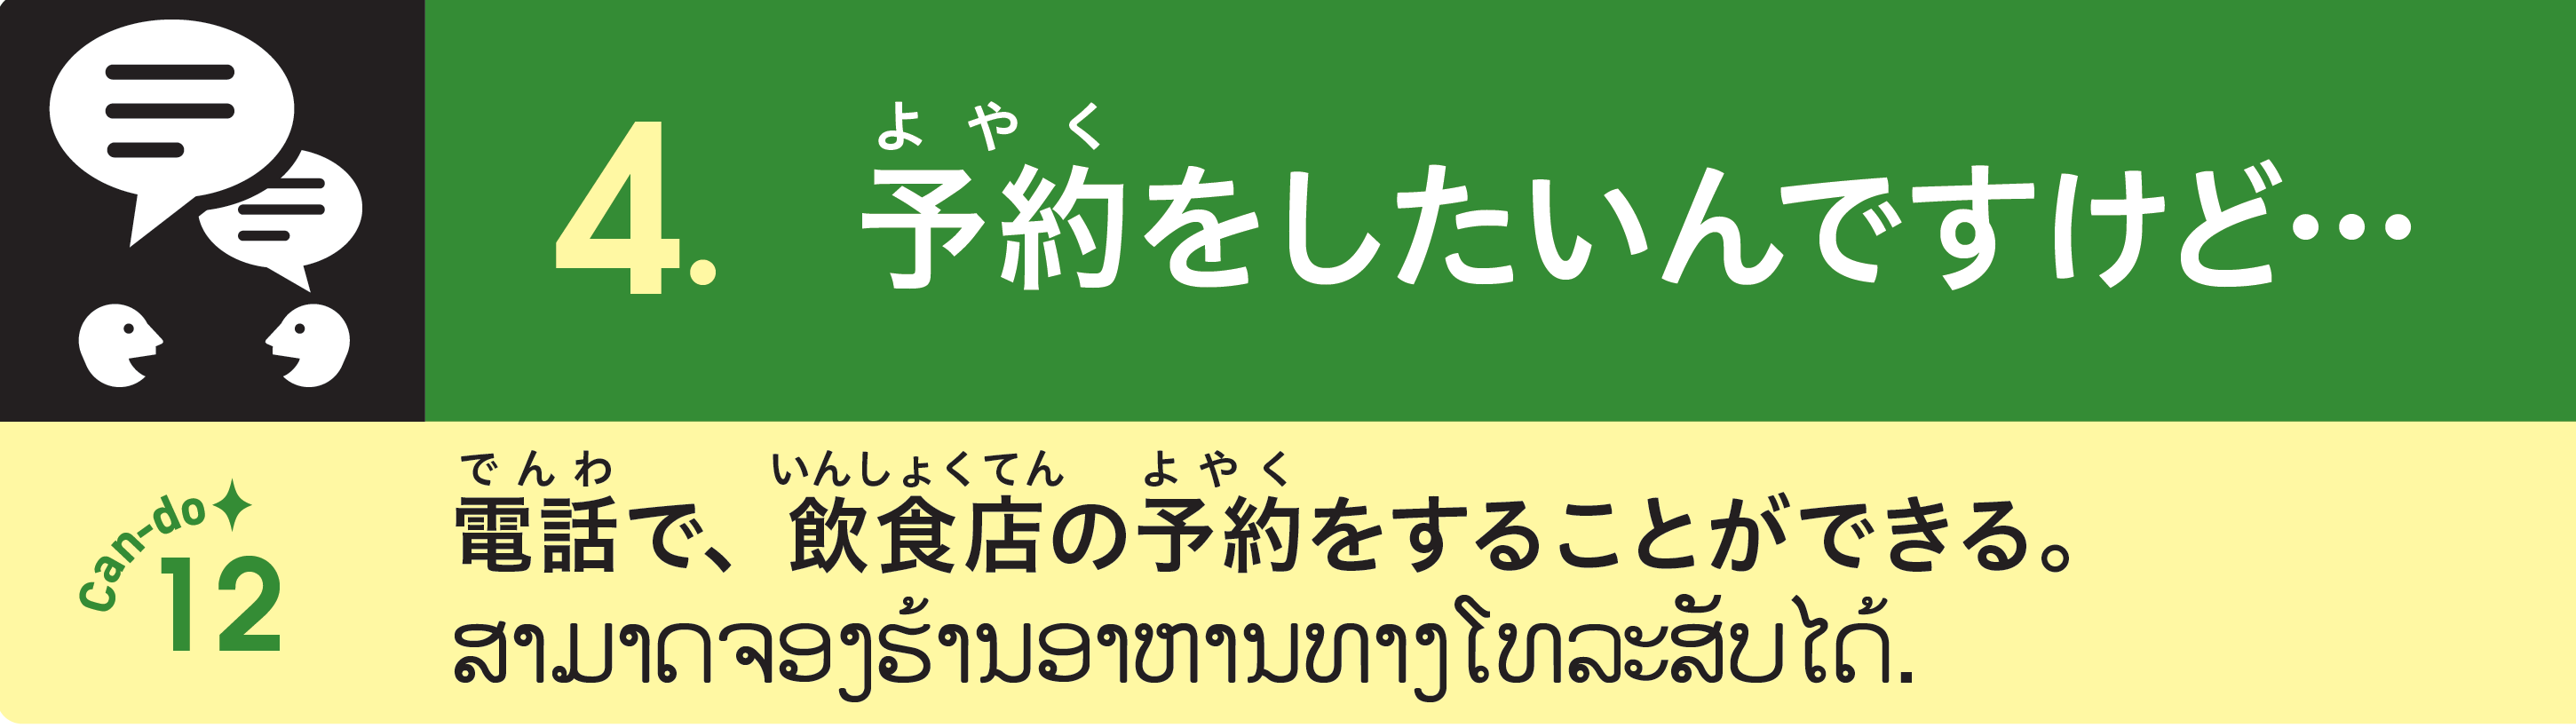 よやく
4. 予約をしたいんですけど…
でんわ いんしょくてん よやく
Can-do 12
電話で、飲食店の予約をすることができる。
ສາມາດຈອງຮ້ານອາຫານທາງໂທລະສັບໄດ້.